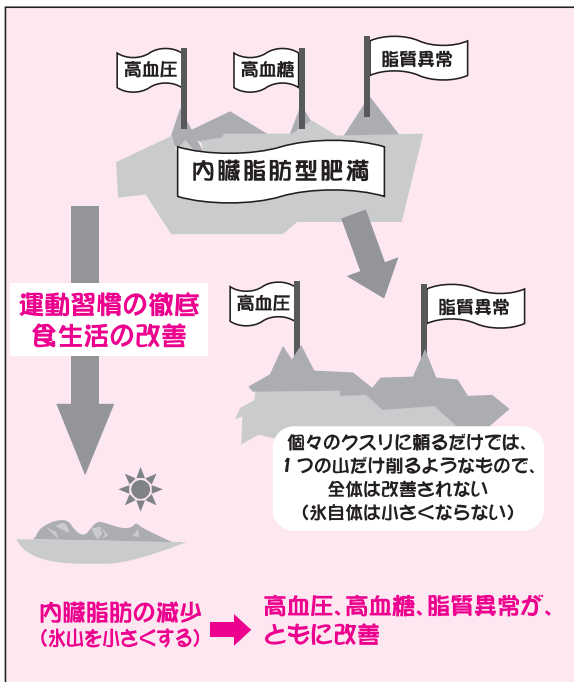 高血圧
高血糖
脂質異常
内臓脂肪型肥満
運動習慣の徹底
食生活の改善
高血圧
脂質異常
個々のクスリに頼るだけでは、
1つの山だけ削るようなもので、
全体は改善されない
(氷自体は小さくならない)
内臓脂肪の減少
(氷山を小さくする)
高血圧、高血糖、脂質異常が、
ともに改善